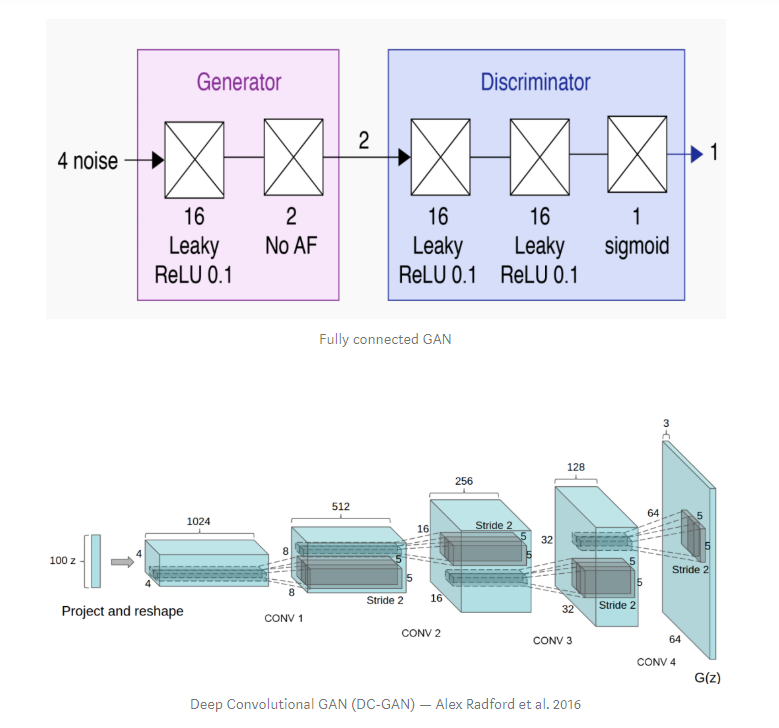 Generator
Discriminator
4 noise
2
1
16
Leaky
ReLU 0.1
2
No AF
16
Leaky
ReLU 0.1
16
Leaky
ReLU 0.1
1
sigmoid
Fully connected GAN
3
128
256
512
1024
64
5
5
Stride 2
16
Stride 2
5
5
32
8
5
5
Stride 2
4
4
100 z
8
16
5
5
Stride 2
32
64
Project and reshape
CONV 1
CONV 2
CONV 3
CONV 4
G(z)
Deep Convolutional GAN (DC-GAN) — Alex Radford et al. 2016